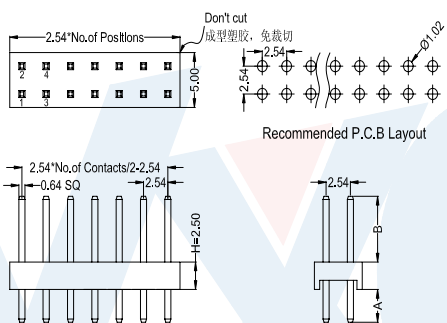 Don't cut
成型塑胶，免裁切
2.54*No.of Positions
2 4
1 3
5.00
2.54
2.54
Ø1.02
Recommended P.C.B Layout
2.54*No.of Contacts/2-2.54
0.64 SQ
2.54
H=2.50
2.54
B
A